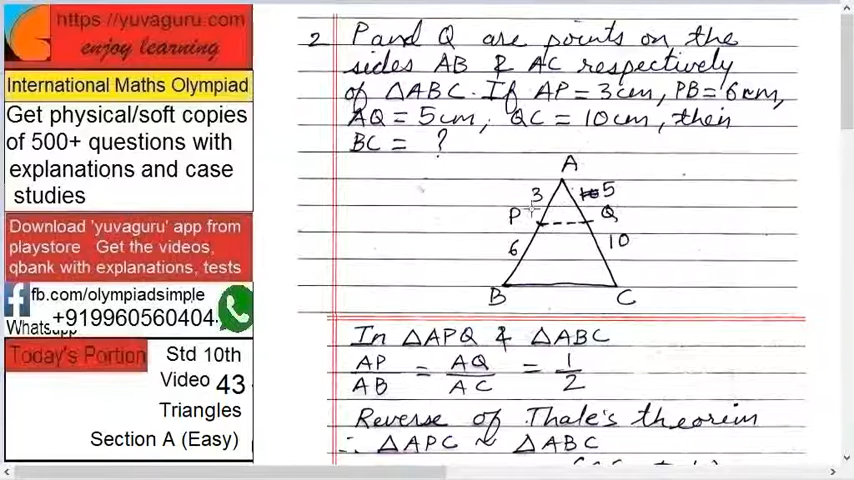 https://yuvaguru.com
enjoy learning
International Maths Olympiad
Get physical/soft copies
of 500+ questions with
explanations and case
studies
Download 'yuvaguru' app from
playstore Get the videos,
qbank with explanations, tests
fb.com/olympiadsimple
Whatsapp
+919960560404
Today's Portion
Std 10th
Video 43
Triangles
Section A (Easy)
2 P and Q are points on the
sides AB & AC respectively
of △ABC. If AP = 3cm, PB = 6cm,
AQ = 5cm, QC = 10cm, then
BC = ?
A
3 5
P Q
6 10
B C
In △APQ & △ABC
AP/AB = AQ/AC = 1/2
Reverse of Thale's theorem
∴ △APC ~ △ABC